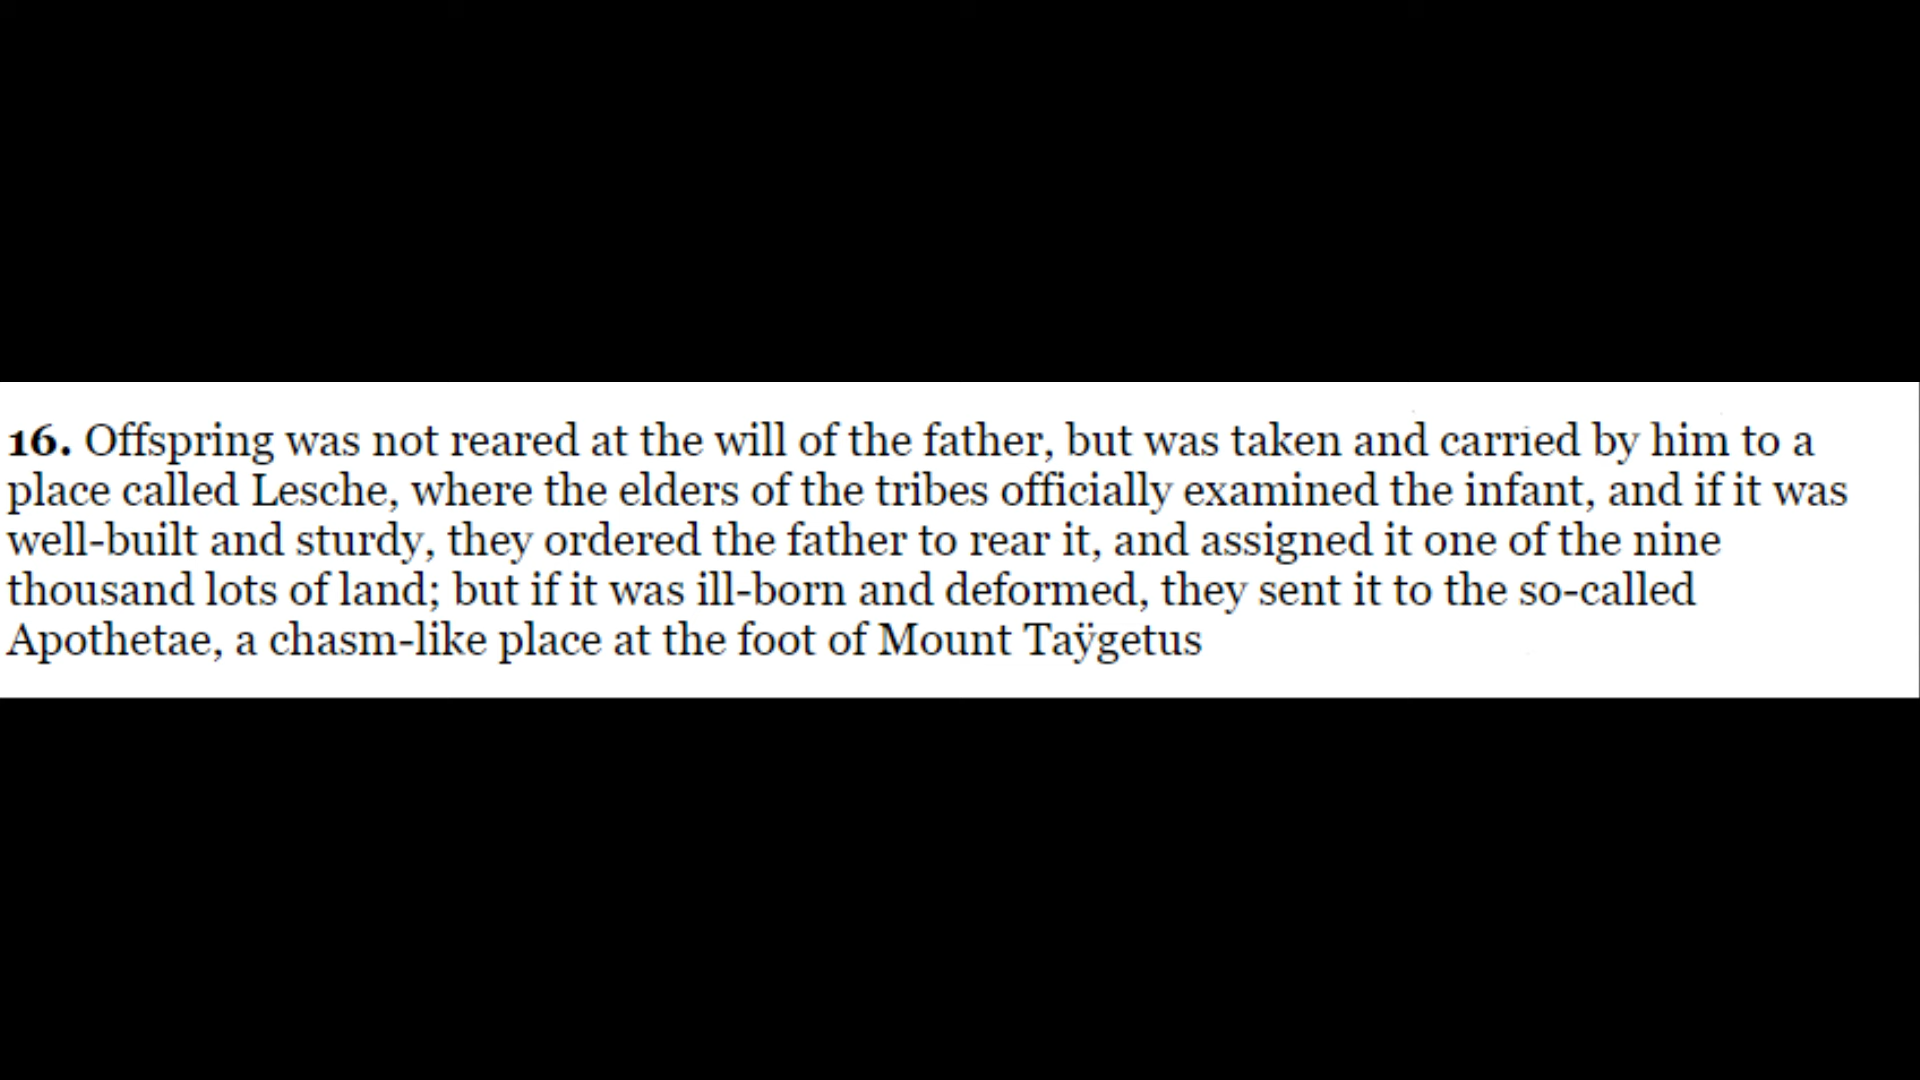 16. Offspring was not reared at the will of the father, but was taken and carried by him to a
place called Lesche, where the elders of the tribes officially examined the infant, and if it was
well-built and sturdy, they ordered the father to rear it, and assigned it one of the nine
thousand lots of land; but if it was ill-born and deformed, they sent it to the so-called
Apothetae, a chasm-like place at the foot of Mount Taÿgetus